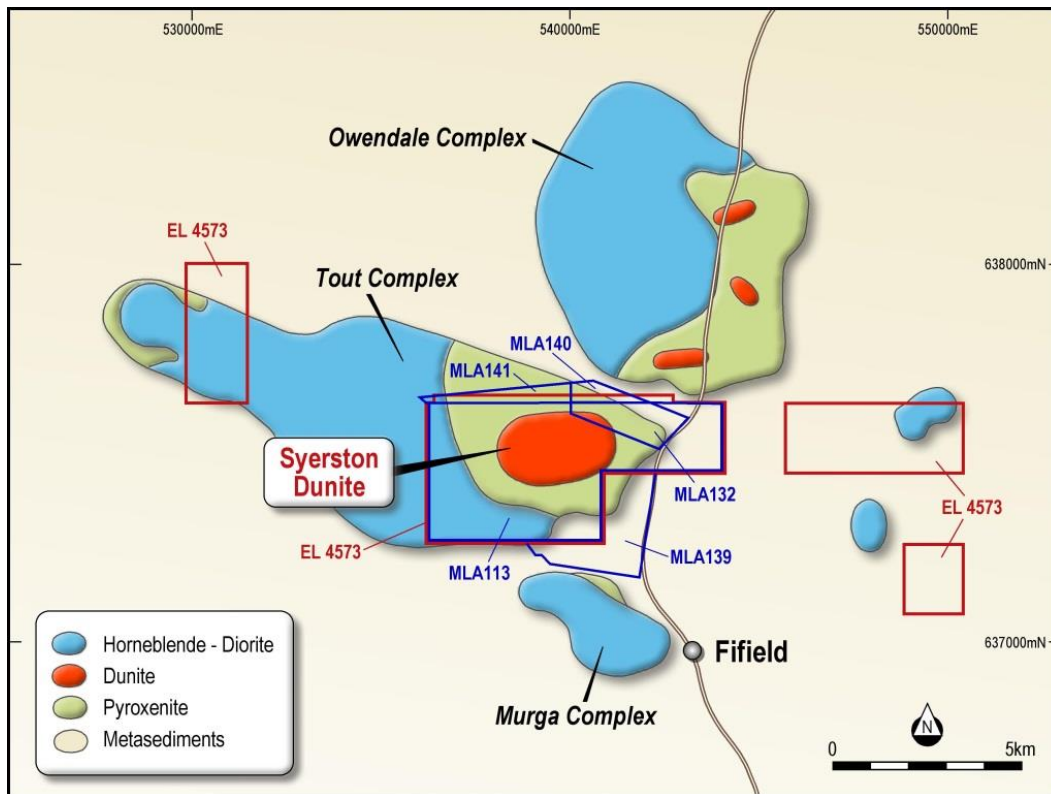 530000mE
540000mE
550000mE
Owendale Complex
EL 4573
Tout Complex
638000mN
MLA140
MLA141
Syerston
Dunite
MLA132
EL 4573
EL 4573
MLA113
MLA139
Horneblende - Diorite
Dunite
Pyroxenite
Metasediments
637000mN
Fifield
Murga Complex
N
0
5km